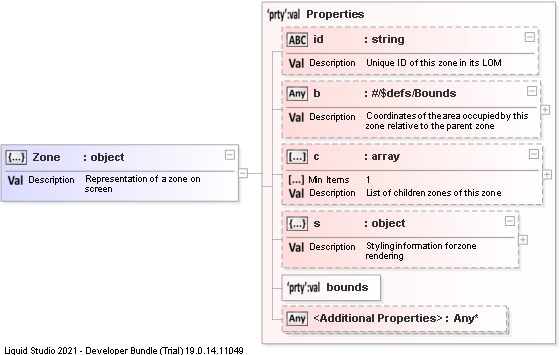 'prty':val Properties
ABC id : string
Val Description Unique ID of this zone in its LOM
Any b : #/$defs/Bounds
Val Description Coordinates of the area occupied by this
zone relative to the parent zone
{...} Zone : object
Val Description Representation of a zone on
screen
[...] c : array
[...] Min Items 1
Val Description List of children zones of this zone
{...} s : object
Val Description Styling information for zone
rendering
'prty':val bounds
Any <Additional Properties> : Any*
Liquid Studio 2021 - Developer Bundle (Trial) 19.0.14.11049